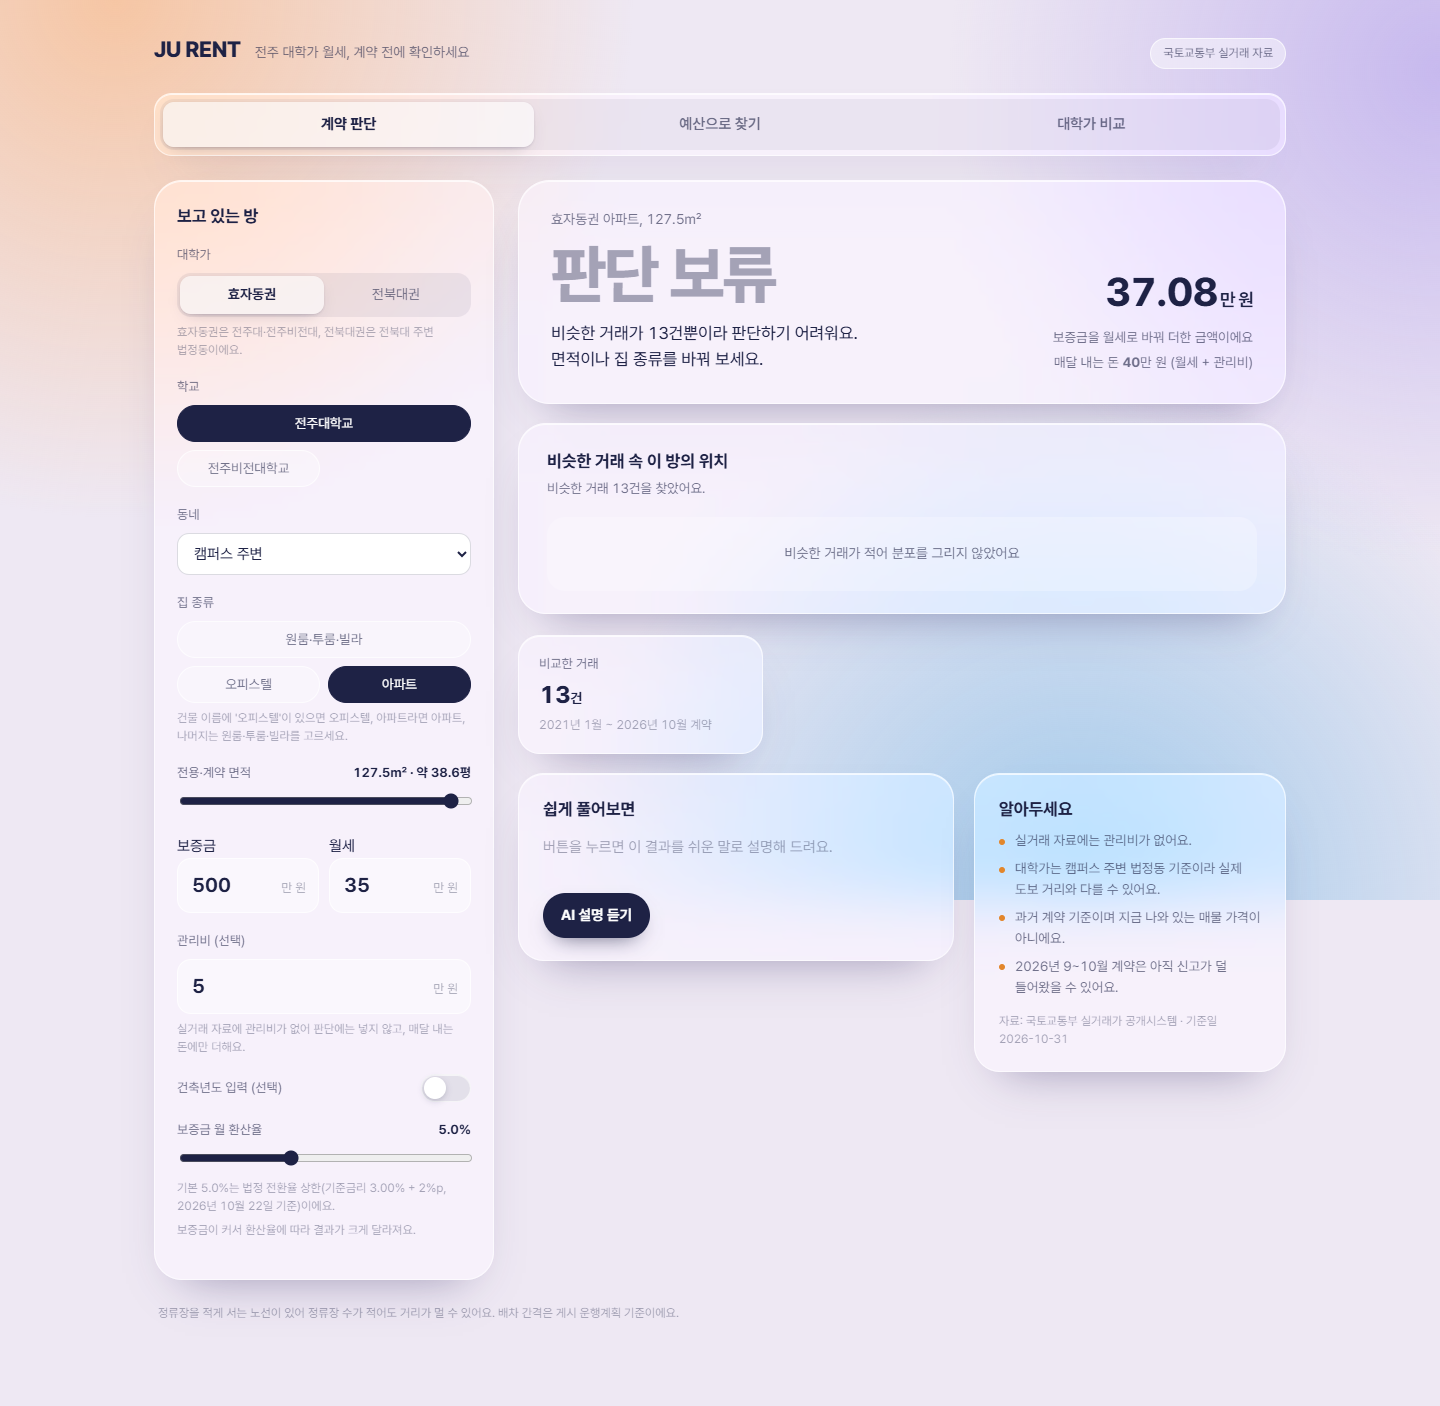 JU RENT
전주 대학가 월세, 계약 전에 확인하세요
국토교통부 실거래 자료
계약 판단
예산으로 찾기
대학가 비교
보고 있는 방
대학가
효자동권
전북대권
효자동권은 전주대·전주비전대, 전북대권은 전북대 주변
법정동이에요.
학교
전주대학교
전주비전대학교
동네
캠퍼스 주변
집 종류
원룸·투룸·빌라
오피스텔
아파트
건물 이름에 '오피스텔'이 있으면 오피스텔, 아파트라면 아파트,
나머지는 원룸·투룸·빌라를 고르세요.
전용·계약 면적
127.5m² · 약 38.6평
보증금
월세
500 만 원
35 만 원
관리비 (선택)
5 만 원
실거래 자료에 관리비가 없어 판단에는 넣지 않고, 매달 내는
돈에만 더해요.
건축년도 입력 (선택)
보증금 월 환산율
5.0%
기본 5.0%는 법정 전환율 상한(기준금리 3.00% + 2%p,
2026년 10월 22일 기준)이에요.
보증금이 커서 환산율에 따라 결과가 크게 달라져요.
효자동권 아파트, 127.5m²
판단 보류
비슷한 거래가 13건뿐이라 판단하기 어려워요.
면적이나 집 종류를 바꿔 보세요.
37.08만 원
보증금을 월세로 바꿔 더한 금액이에요
매달 내는 돈 40만 원 (월세 + 관리비)
비슷한 거래 속 이 방의 위치
비슷한 거래 13건을 찾았어요.
비슷한 거래가 적어 분포를 그리지 않았어요
비교한 거래
13건
2021년 1월 – 2026년 10월 계약
쉽게 풀어보면
버튼을 누르면 이 결과를 쉬운 말로 설명해 드려요.
AI 설명 듣기
알아두세요
실거래 자료에는 관리비가 없어요.
대학가는 캠퍼스 주변 법정동 기준이라 실제
도보 거리와 다를 수 있어요.
과거 계약 기준이며 지금 나와 있는 매물 가격이
아니에요.
2026년 9~10월 계약은 아직 신고가 덜
들어왔을 수 있어요.
자료: 국토교통부 실거래가 공개시스템 · 기준일
2026-10-31
정류장을 적게 서는 노선이 있어 정류장 수가 적어도 거리가 멀 수 있어요. 배차 간격은 게시 운행계획 기준이에요.